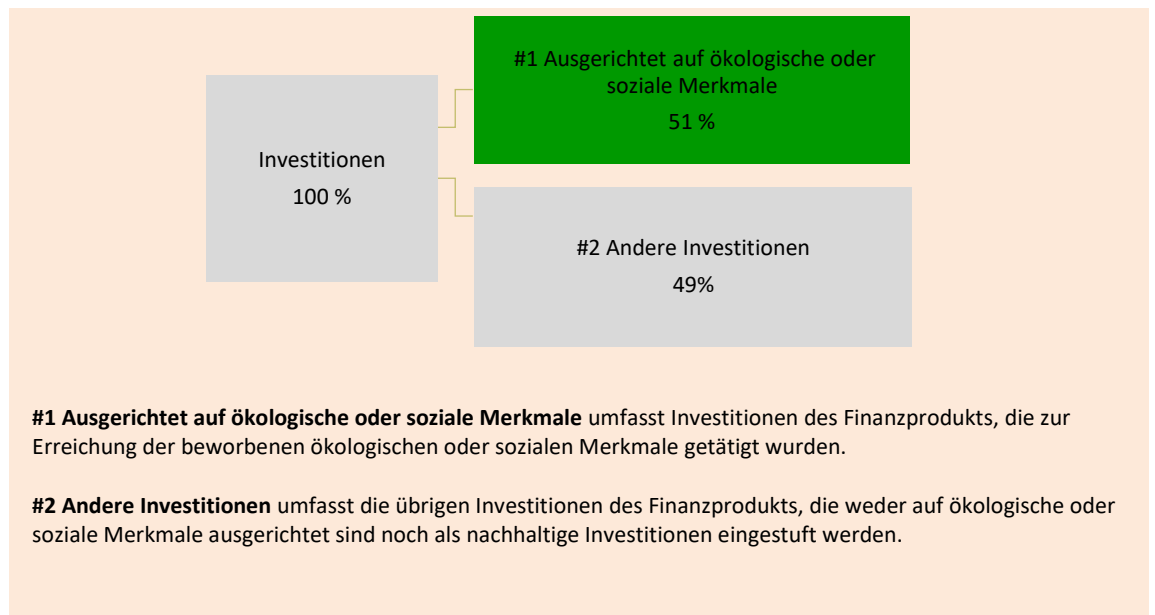 #1 Ausgerichtet auf ökologische oder
soziale Merkmale
51 %
Investitionen
100 %
#2 Andere Investitionen
49%
#1 Ausgerichtet auf ökologische oder soziale Merkmale umfasst Investitionen des Finanzprodukts, die zur
Erreichung der beworbenen ökologischen oder sozialen Merkmale getätigt wurden.
#2 Andere Investitionen umfasst die übrigen Investitionen des Finanzprodukts, die weder auf ökologische oder
soziale Merkmale ausgerichtet sind noch als nachhaltige Investitionen eingestuft werden.